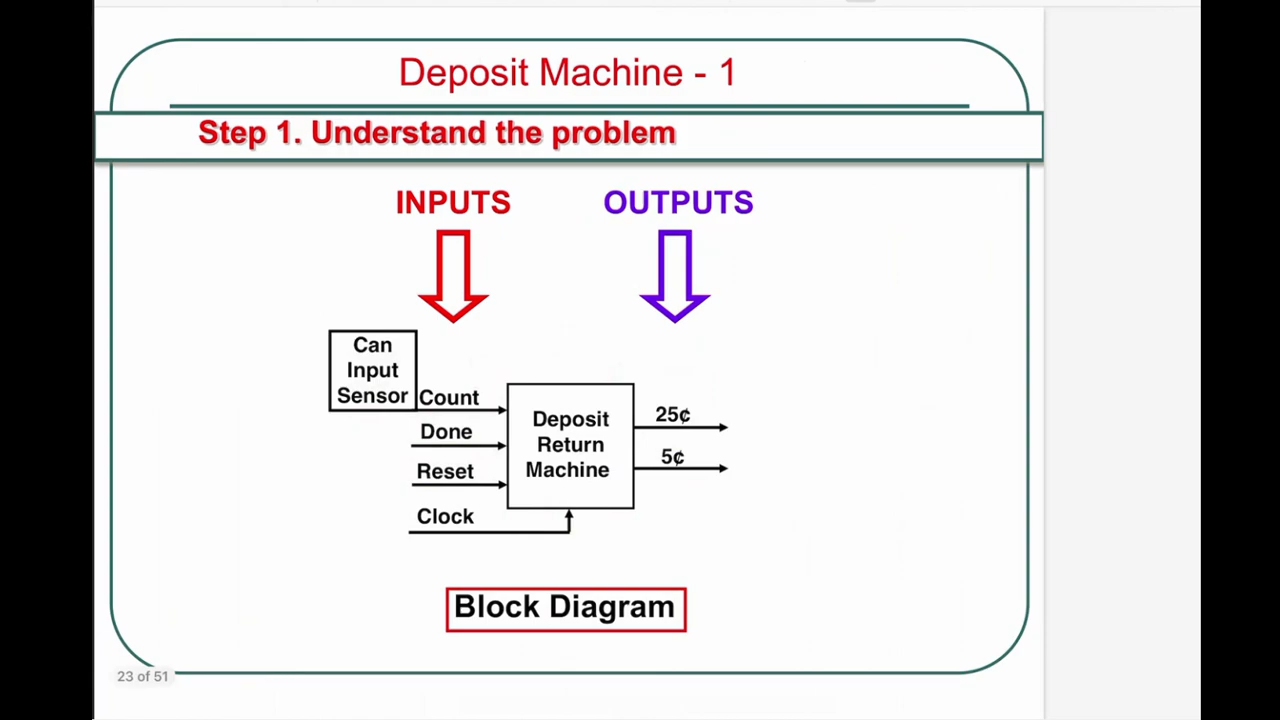 Deposit Machine - 1
Step 1. Understand the problem
INPUTS
OUTPUTS
Can
Input
Sensor
Count
Done
Reset
Clock
Deposit
Return
Machine
25¢
5¢
Block Diagram
23 of 51